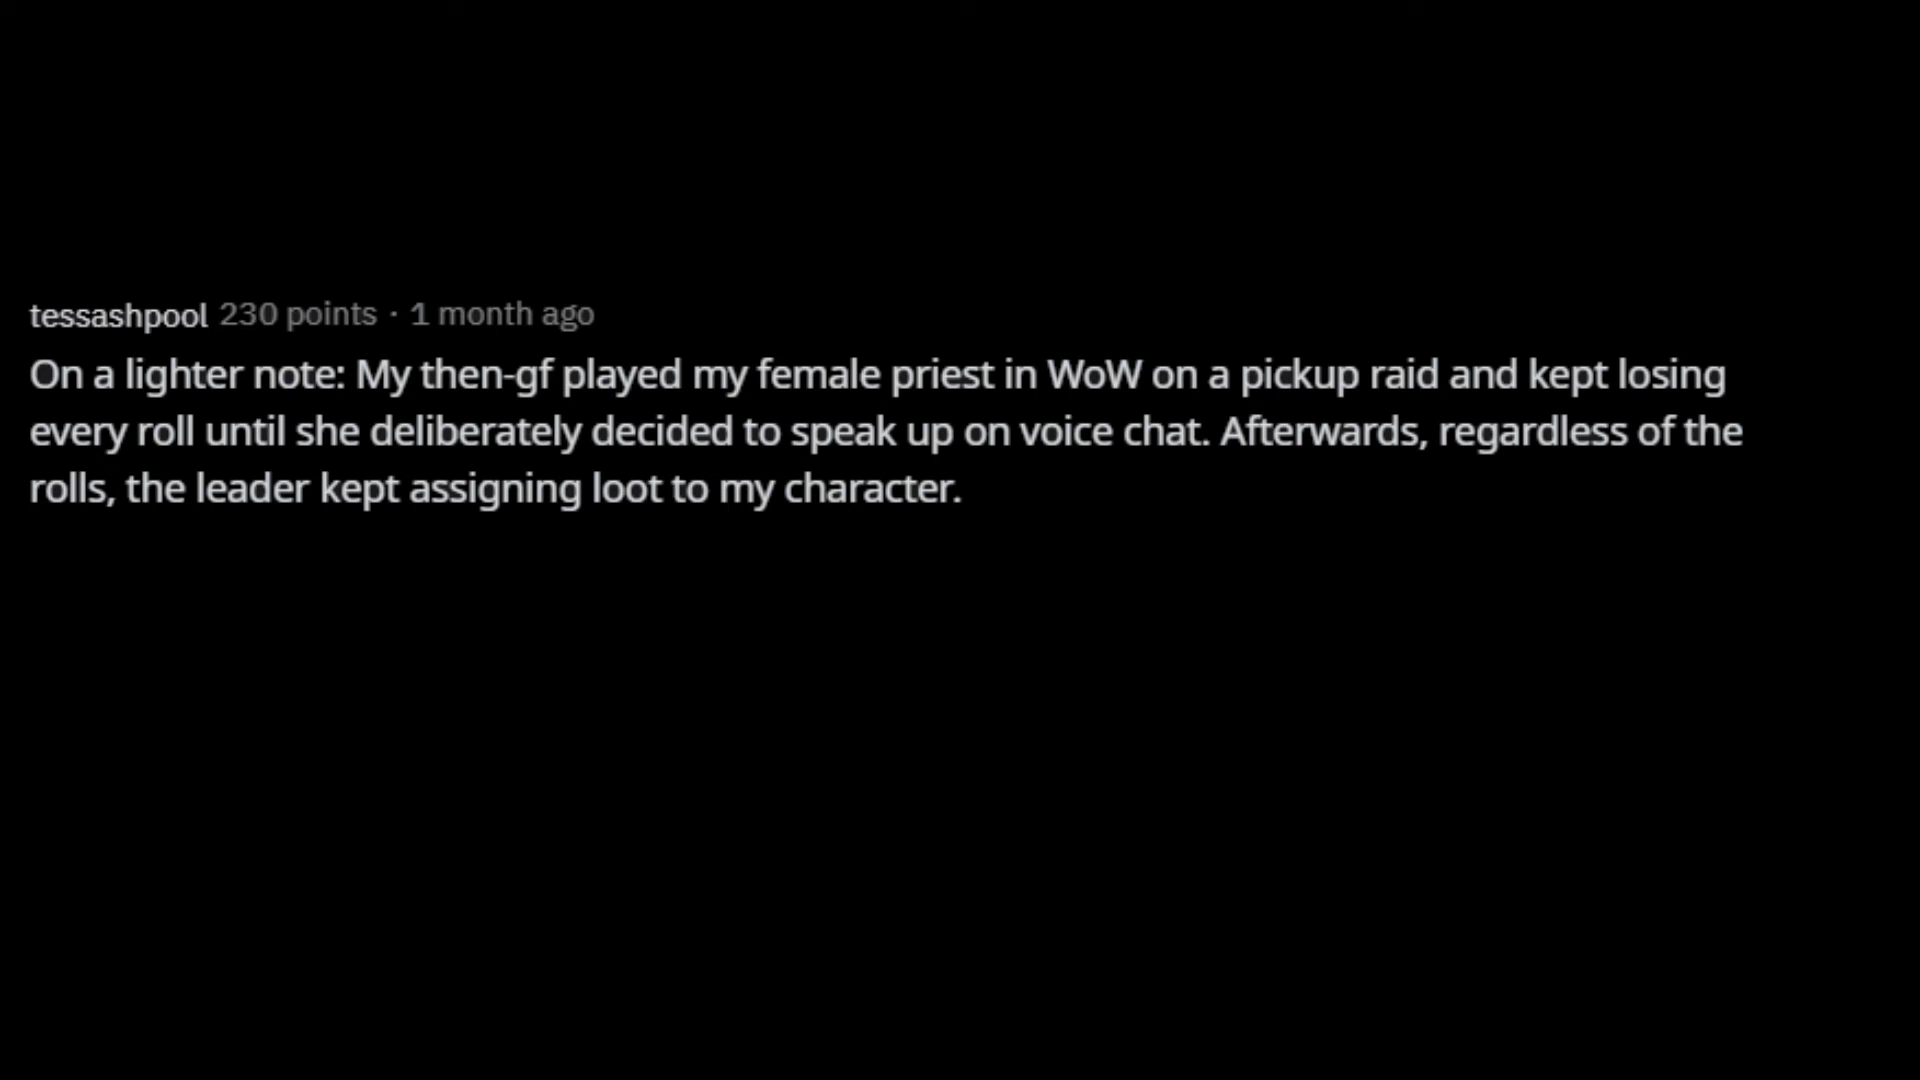 tessashpool 230 points · 1 month ago
On a lighter note: My then-gf played my female priest in WoW on a pickup raid and kept losing
every roll until she deliberately decided to speak up on voice chat. Afterwards, regardless of the
rolls, the leader kept assigning loot to my character.